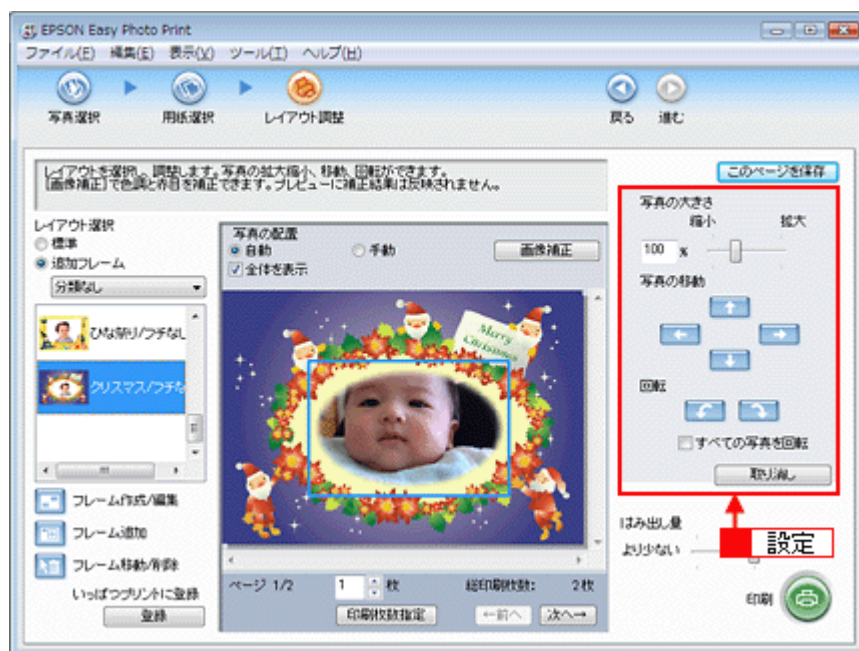 EPSON Easy Photo Print
ファイル(F) 編集(E) 表示(V) ツール(T) ヘルプ(H)
写真選択 用紙選択 レイアウト調整 戻る 進む
レイアウトを選択し、調整します。写真の拡大縮小、移動、回転ができます。
[画像補正]で色調と赤目を補正できます。プレビューに補正結果は反映されません。
このページを保存
レイアウト選択
標準
追加フレーム
分類なし
ひな祭り/フチなし
クリスマス/フチな
フレーム作成/編集
フレーム追加
フレーム移動/削除
いっぱつプリントに登録
登録
写真の配置
自動 手動 画像補正
全体を表示
Merry
Christmas
ページ 1/2 1 枚 総印刷枚数: 2枚
印刷枚数指定 ←前へ 次へ→
写真の大きさ
縮小 拡大
100 %
写真の移動
回転
すべての写真を回転
取り消し
はみ出し量
より少ない
設定
印刷